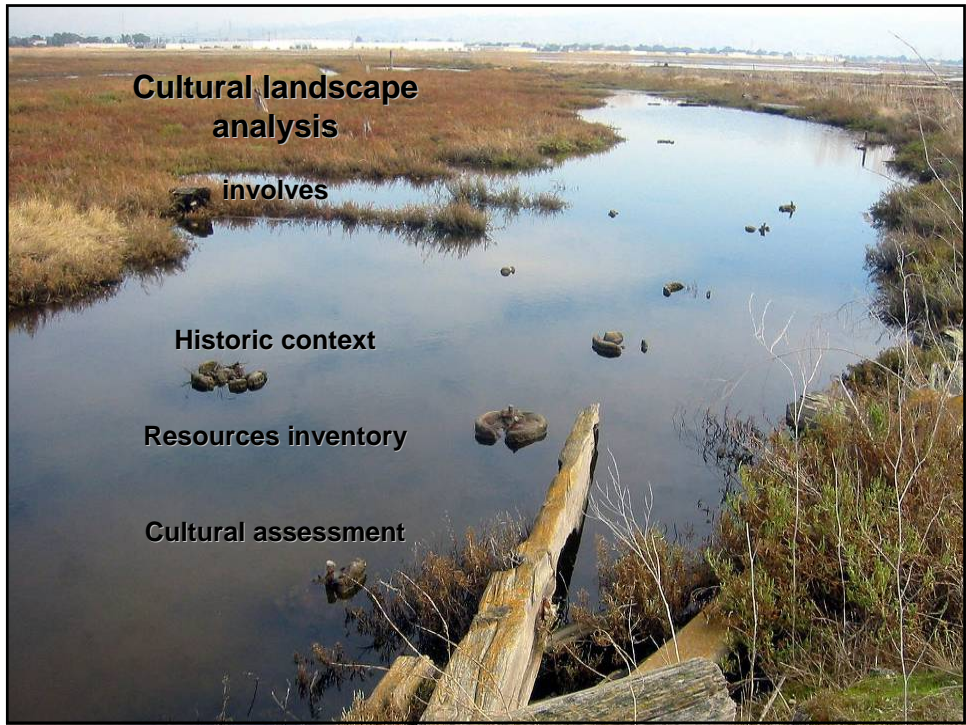 Cultural landscape
analysis
involves
Historic context
Resources inventory
Cultural assessment